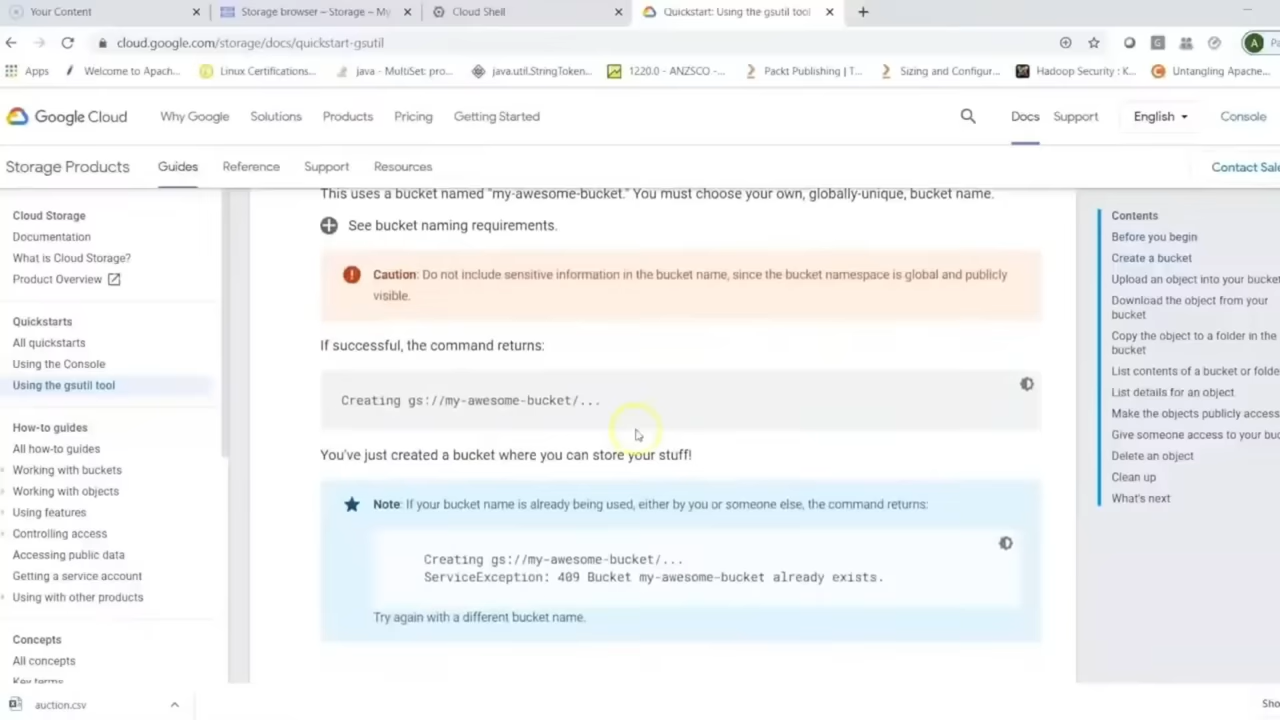 Your Content
Storage browser – Storage – My
Cloud Shell
Quickstart: Using the gsutil tool
cloud.google.com/storage/docs/quickstart-gsutil
Apps
Welcome to Apach...
Linux Certifications...
java - MultiSet: pro...
java.util.StringToken...
1220.0 - ANZSCO -...
Packt Publishing | T...
Sizing and Configur...
Hadoop Security : K...
Untangling Apache...
Google Cloud
Why Google
Solutions
Products
Pricing
Getting Started
Docs
Support
English
Console
Storage Products
Guides
Reference
Support
Resources
Contact Sale
Cloud Storage
Documentation
What is Cloud Storage?
Product Overview
Quickstarts
All quickstarts
Using the Console
Using the gsutil tool
How-to guides
All how-to guides
Working with buckets
Working with objects
Using features
Controlling access
Accessing public data
Getting a service account
Using with other products
Concepts
All concepts
Key terms
This uses a bucket named "my-awesome-bucket." You must choose your own, globally-unique, bucket name.
See bucket naming requirements.
Caution: Do not include sensitive information in the bucket name, since the bucket namespace is global and publicly
visible.
If successful, the command returns:
Creating gs://my-awesome-bucket/...
You've just created a bucket where you can store your stuff!
Note: If your bucket name is already being used, either by you or someone else, the command returns:
Creating gs://my-awesome-bucket/...
ServiceException: 409 Bucket my-awesome-bucket already exists.
Try again with a different bucket name.
Contents
Before you begin
Create a bucket
Upload an object into your bucket
Download the object from your
bucket
Copy the object to a folder in the
bucket
List contents of a bucket or folde
List details for an object
Make the objects publicly access
Give someone access to your buc
Delete an object
Clean up
What's next
auction.csv
Sho